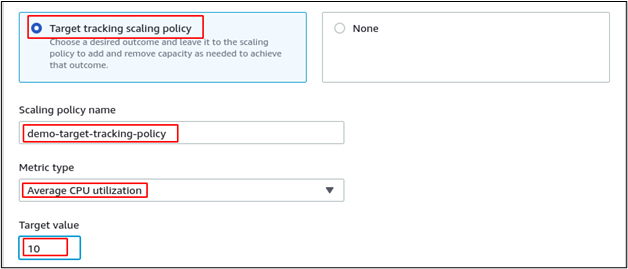 Target tracking scaling policy
Choose a desired outcome and leave it to the scaling
policy to add and remove capacity as needed to achieve
that outcome.
None
Scaling policy name
demo-target-tracking-policy
Metric type
Average CPU utilization
Target value
10